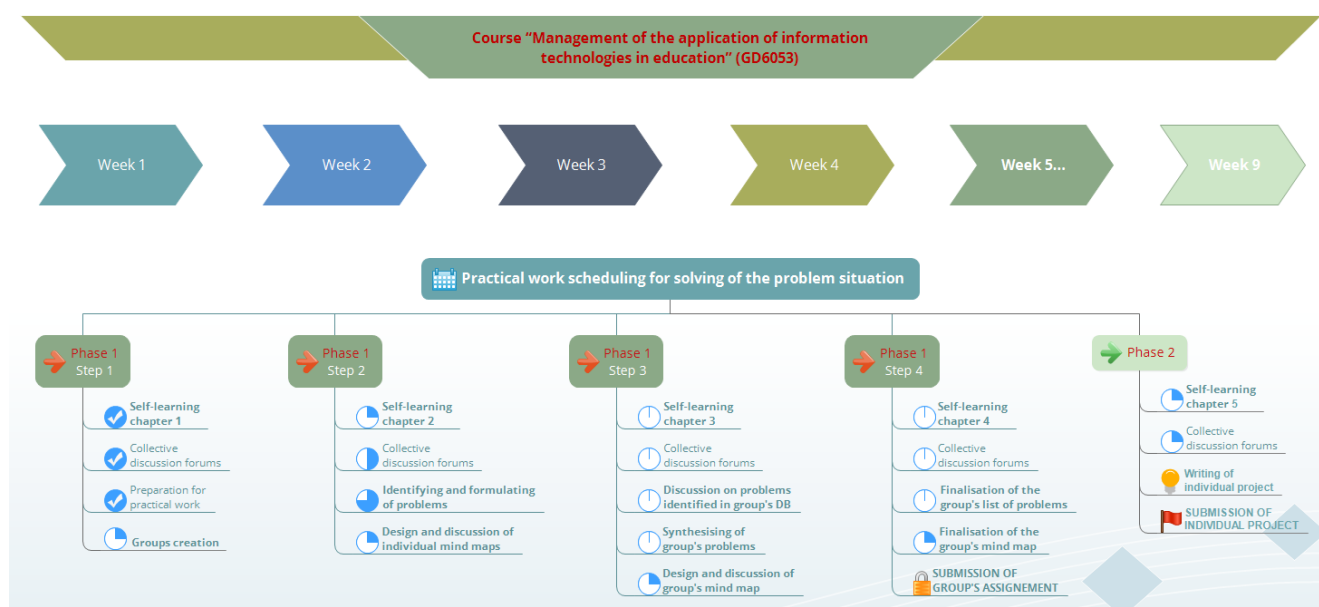 Course “Management of the application of information
technologies in education” (GD6053)
Week 1
Week 2
Week 3
Week 4
Week 5...
Week 9
Practical work scheduling for solving of the problem situation
Phase 1
Step 1
Self-learning
chapter 1
Collective
discussion forums
Preparation for
practical work
Groups creation
Phase 1
Step 2
Self-learning
chapter 2
Collective
discussion forums
Identifying and formulating
of problems
Design and discussion of
individual mind maps
Phase 1
Step 3
Self-learning
chapter 3
Collective
discussion forums
Discussion on problems
identified in group's DB
Synthesising of
group's problems
Design and discussion of
group's mind map
Phase 1
Step 4
Self-learning
chapter 4
Collective
discussion forums
Finalisation of the
group's list of problems
Finalisation of the
group's mind map
SUBMISSION OF
GROUP'S ASSIGNEMENT
Phase 2
Self-learning
chapter 5
Collective
discussion forums
Writing of
individual project
SUBMISSION OF
INDIVIDUAL PROJECT